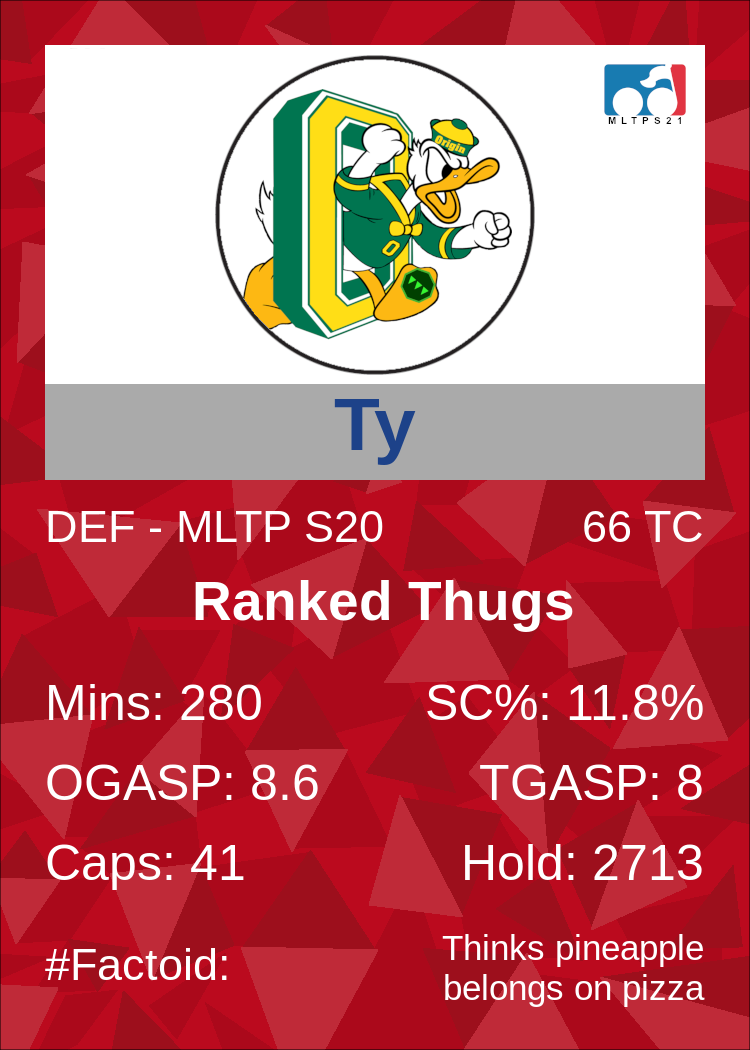 MLTPS21
Origin
O
Ty
DEF - MLTP S20 66 TC
Ranked Thugs
Mins: 280 SC%: 11.8%
OGASP: 8.6 TGASP: 8
Caps: 41 Hold: 2713
#Factoid: Thinks pineapple
belongs on pizza